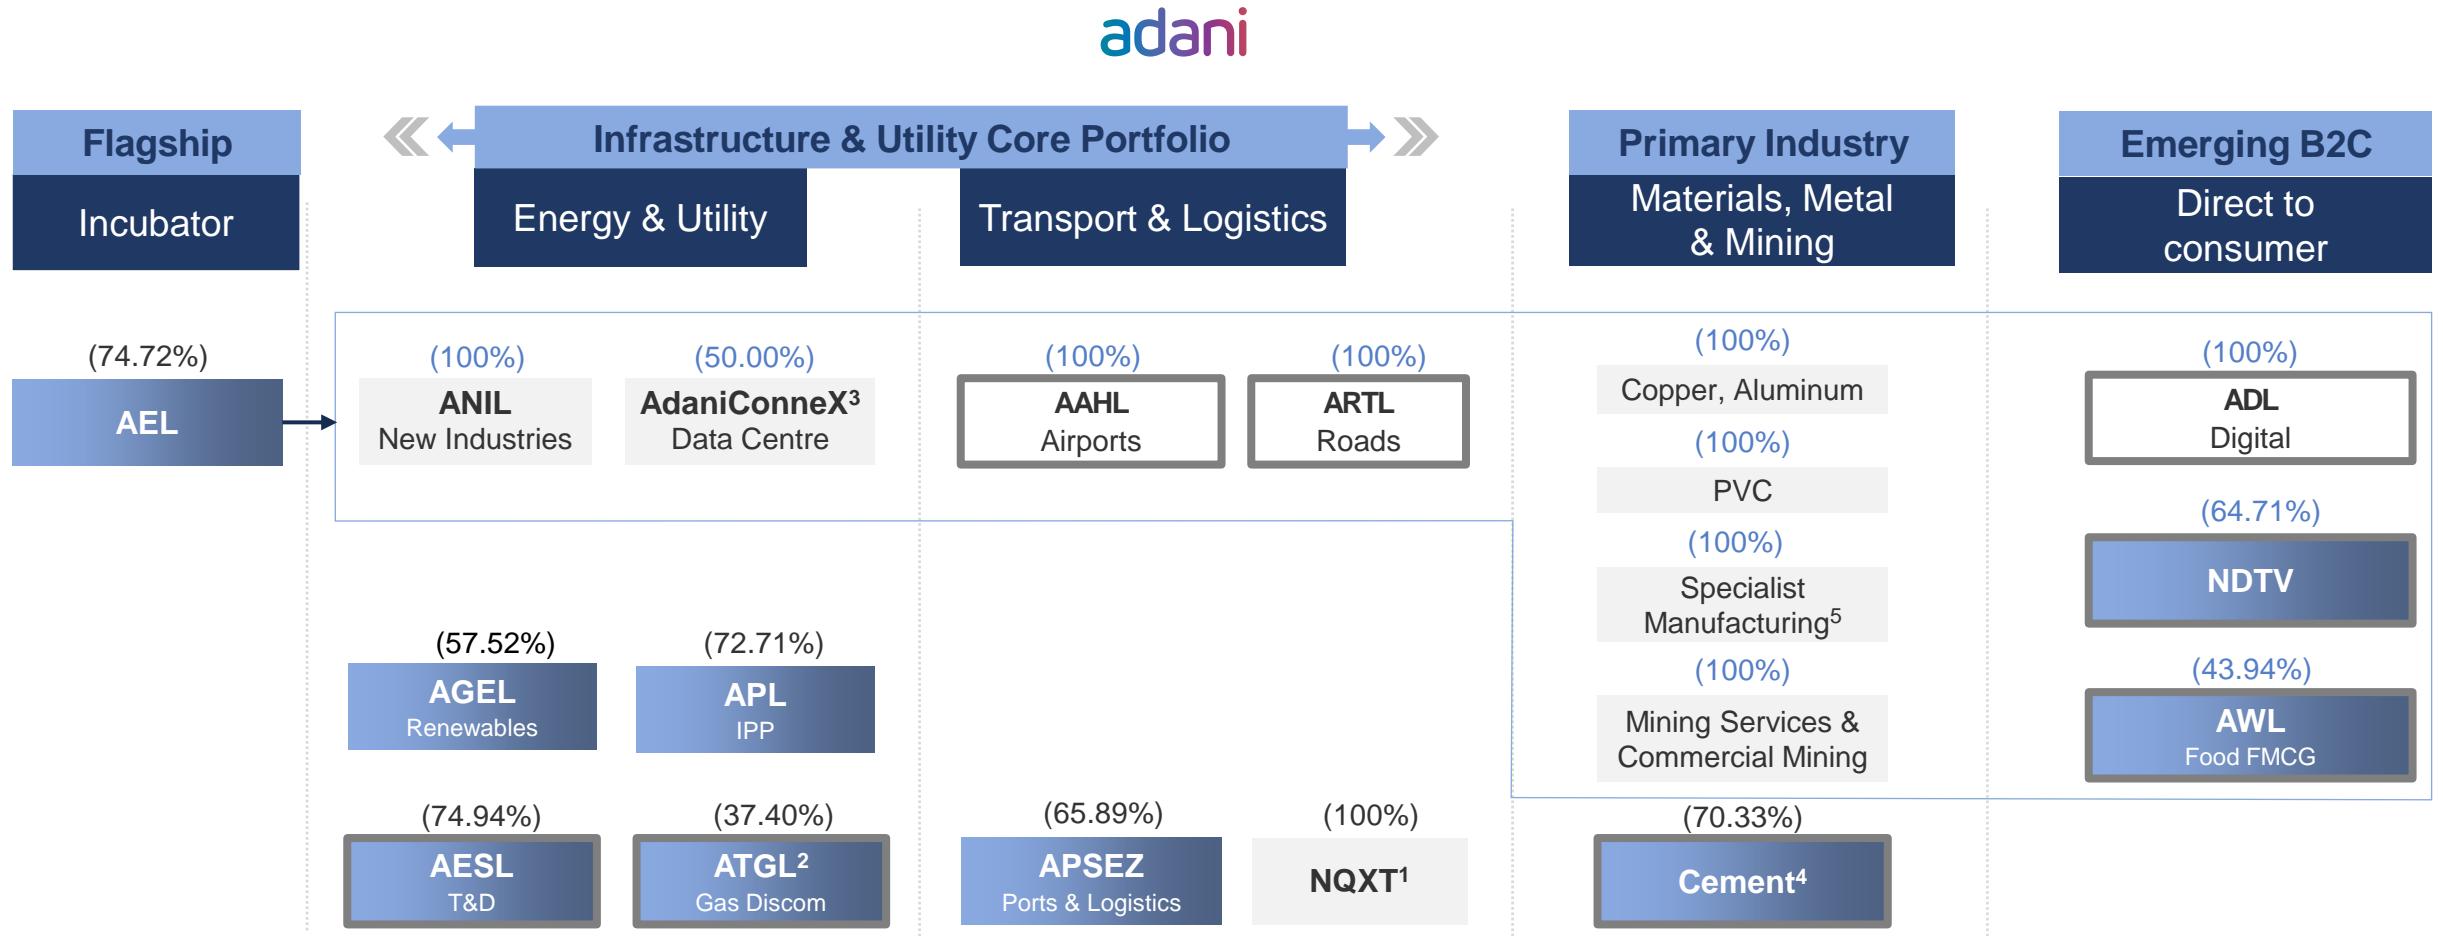 adani
Flagship
Incubator
Infrastructure & Utility Core Portfolio
Energy & Utility
Transport & Logistics
Primary Industry
Materials, Metal
& Mining
Emerging B2C
Direct to
consumer
(74.72%)
AEL
(100%)
ANIL
New Industries
(50.00%)
AdaniConneX³
Data Centre
(100%)
AAHL
Airports
(100%)
ARTL
Roads
(100%)
Copper, Aluminum
(100%)
PVC
(100%)
Specialist
Manufacturing⁵
(100%)
Mining Services &
Commercial Mining
(100%)
ADL
Digital
(64.71%)
NDTV
(43.94%)
AWL
Food FMCG
(57.52%)
AGEL
Renewables
(72.71%)
APL
IPP
(74.94%)
AESL
T&D
(37.40%)
ATGL²
Gas Discom
(65.89%)
APSEZ
Ports & Logistics
(100%)
NQXT¹
(70.33%)
Cement⁴